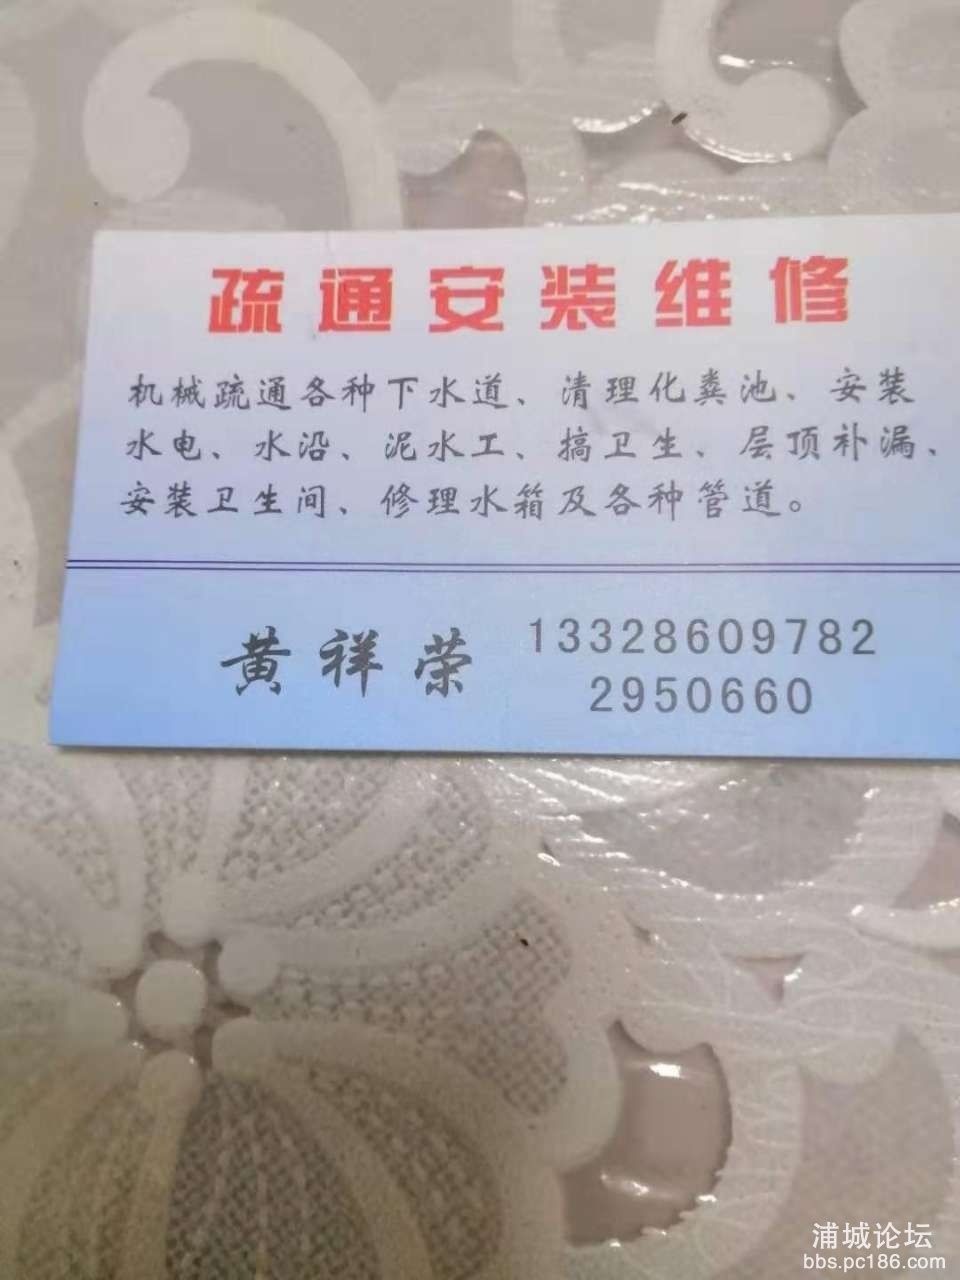 疏通安装维修
机械疏通各种下水道、清理化粪池、安装
水电、水沿、泥水工、搞卫生、层顶补漏、
安装卫生间、修理水箱及各种管道。
黄祥荣 13328609782
2950660
浦城论坛
bbs.pc186.com